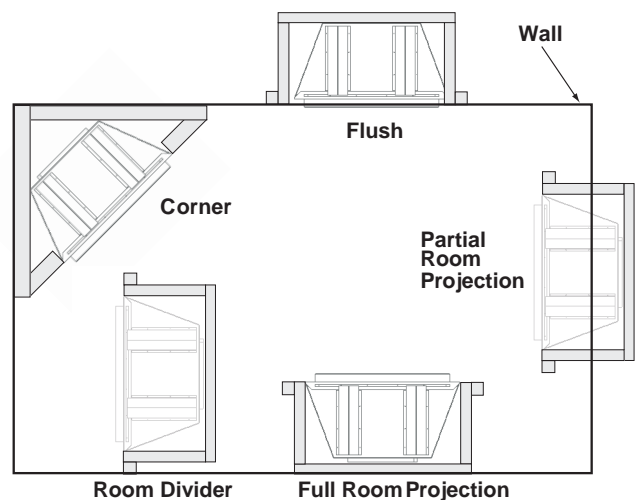 Wall
Flush
Corner
Partial
Room
Projection
Room Divider
Full Room Projection